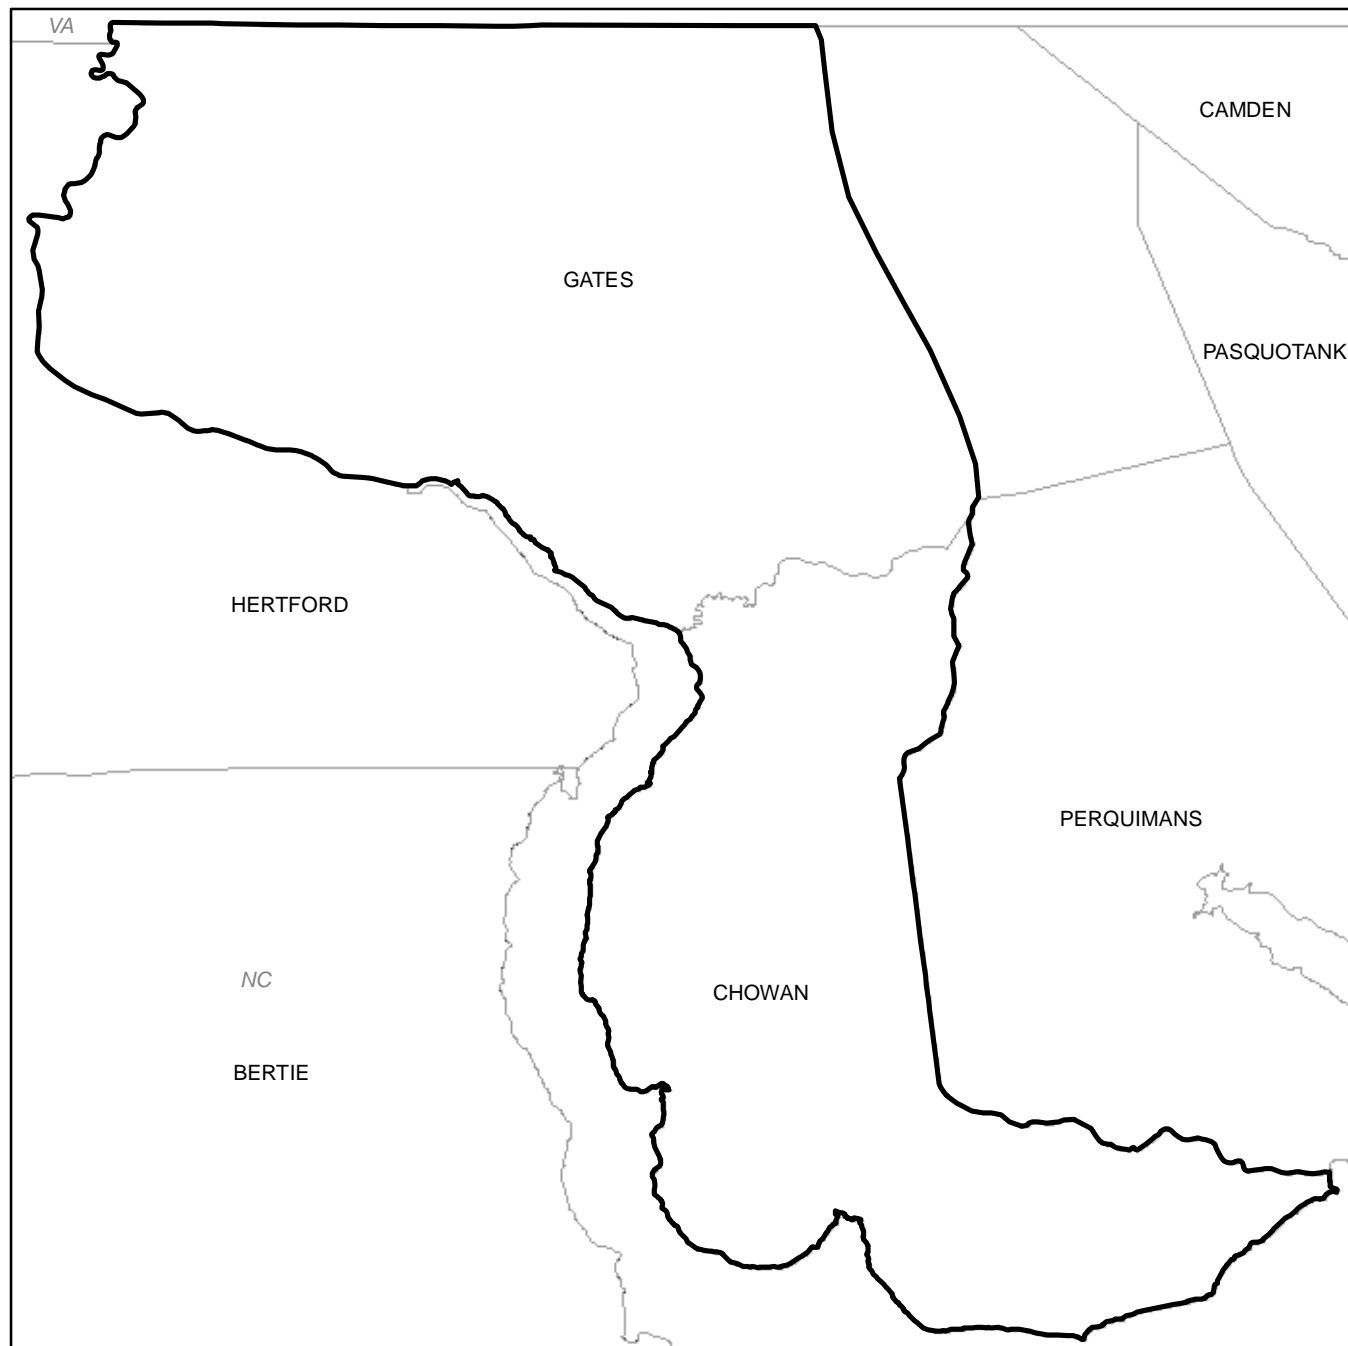 VA
CAMDEN
GATES
PASQUOTANK
HERTFORD
PERQUIMANS
NC
CHOWAN
BERTIE